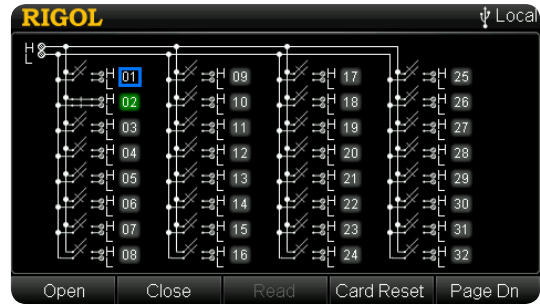 RIGOL Local
H
L
H 01 H 09 H 17 H 25
L L L L
H 02 H 10 H 18 H 26
L L L L
H 03 H 11 H 19 H 27
L L L L
H 04 H 12 H 20 H 28
L L L L
H 05 H 13 H 21 H 29
L L L L
H 06 H 14 H 22 H 30
L L L L
H 07 H 15 H 23 H 31
L L L L
H 08 H 16 H 24 H 32
L L L L
Open Close Read Card Reset Page Dn